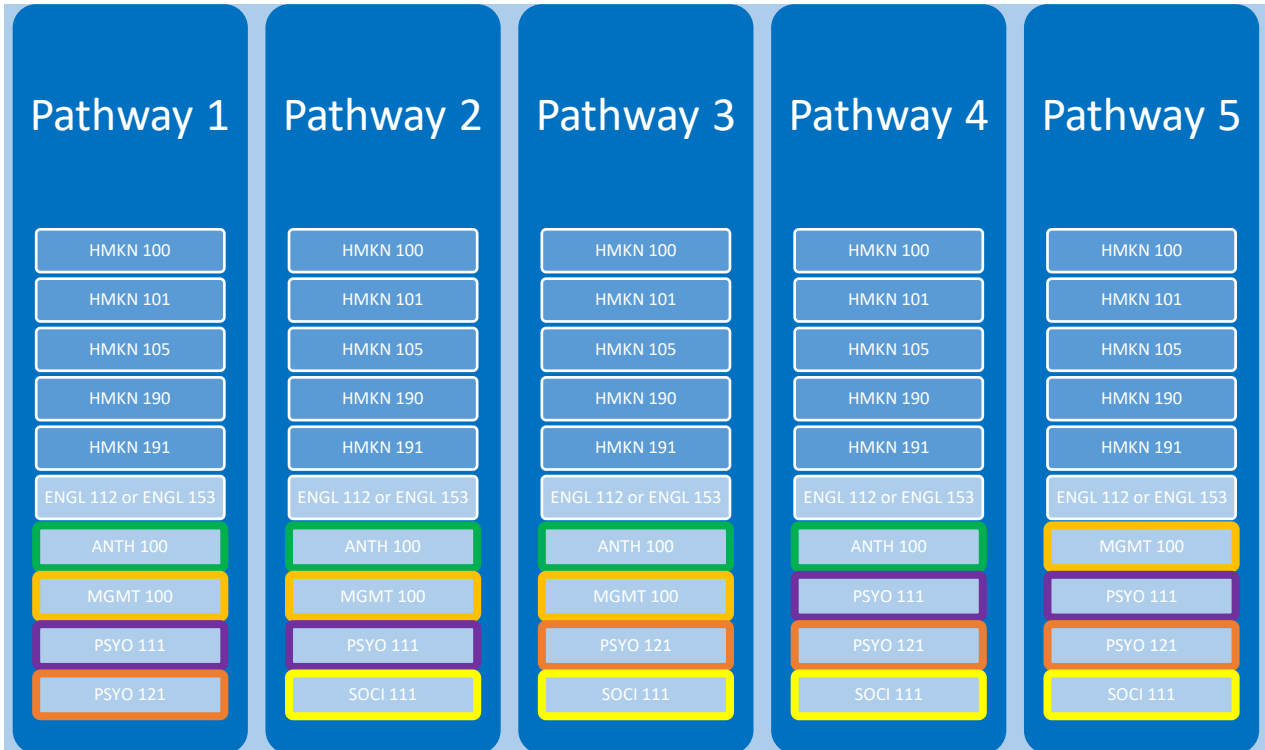 Pathway 1
HMKN 100
HMKN 101
HMKN 105
HMKN 190
HMKN 191
ENGL 112 or ENGL 153
ANTH 100
MGMT 100
PSYO 111
PSYO 121
Pathway 2
HMKN 100
HMKN 101
HMKN 105
HMKN 190
HMKN 191
ENGL 112 or ENGL 153
ANTH 100
MGMT 100
PSYO 111
SOCI 111
Pathway 3
HMKN 100
HMKN 101
HMKN 105
HMKN 190
HMKN 191
ENGL 112 or ENGL 153
ANTH 100
MGMT 100
PSYO 121
SOCI 111
Pathway 4
HMKN 100
HMKN 101
HMKN 105
HMKN 190
HMKN 191
ENGL 112 or ENGL 153
ANTH 100
PSYO 111
PSYO 121
SOCI 111
Pathway 5
HMKN 100
HMKN 101
HMKN 105
HMKN 190
HMKN 191
ENGL 112 or ENGL 153
MGMT 100
PSYO 111
PSYO 121
SOCI 111